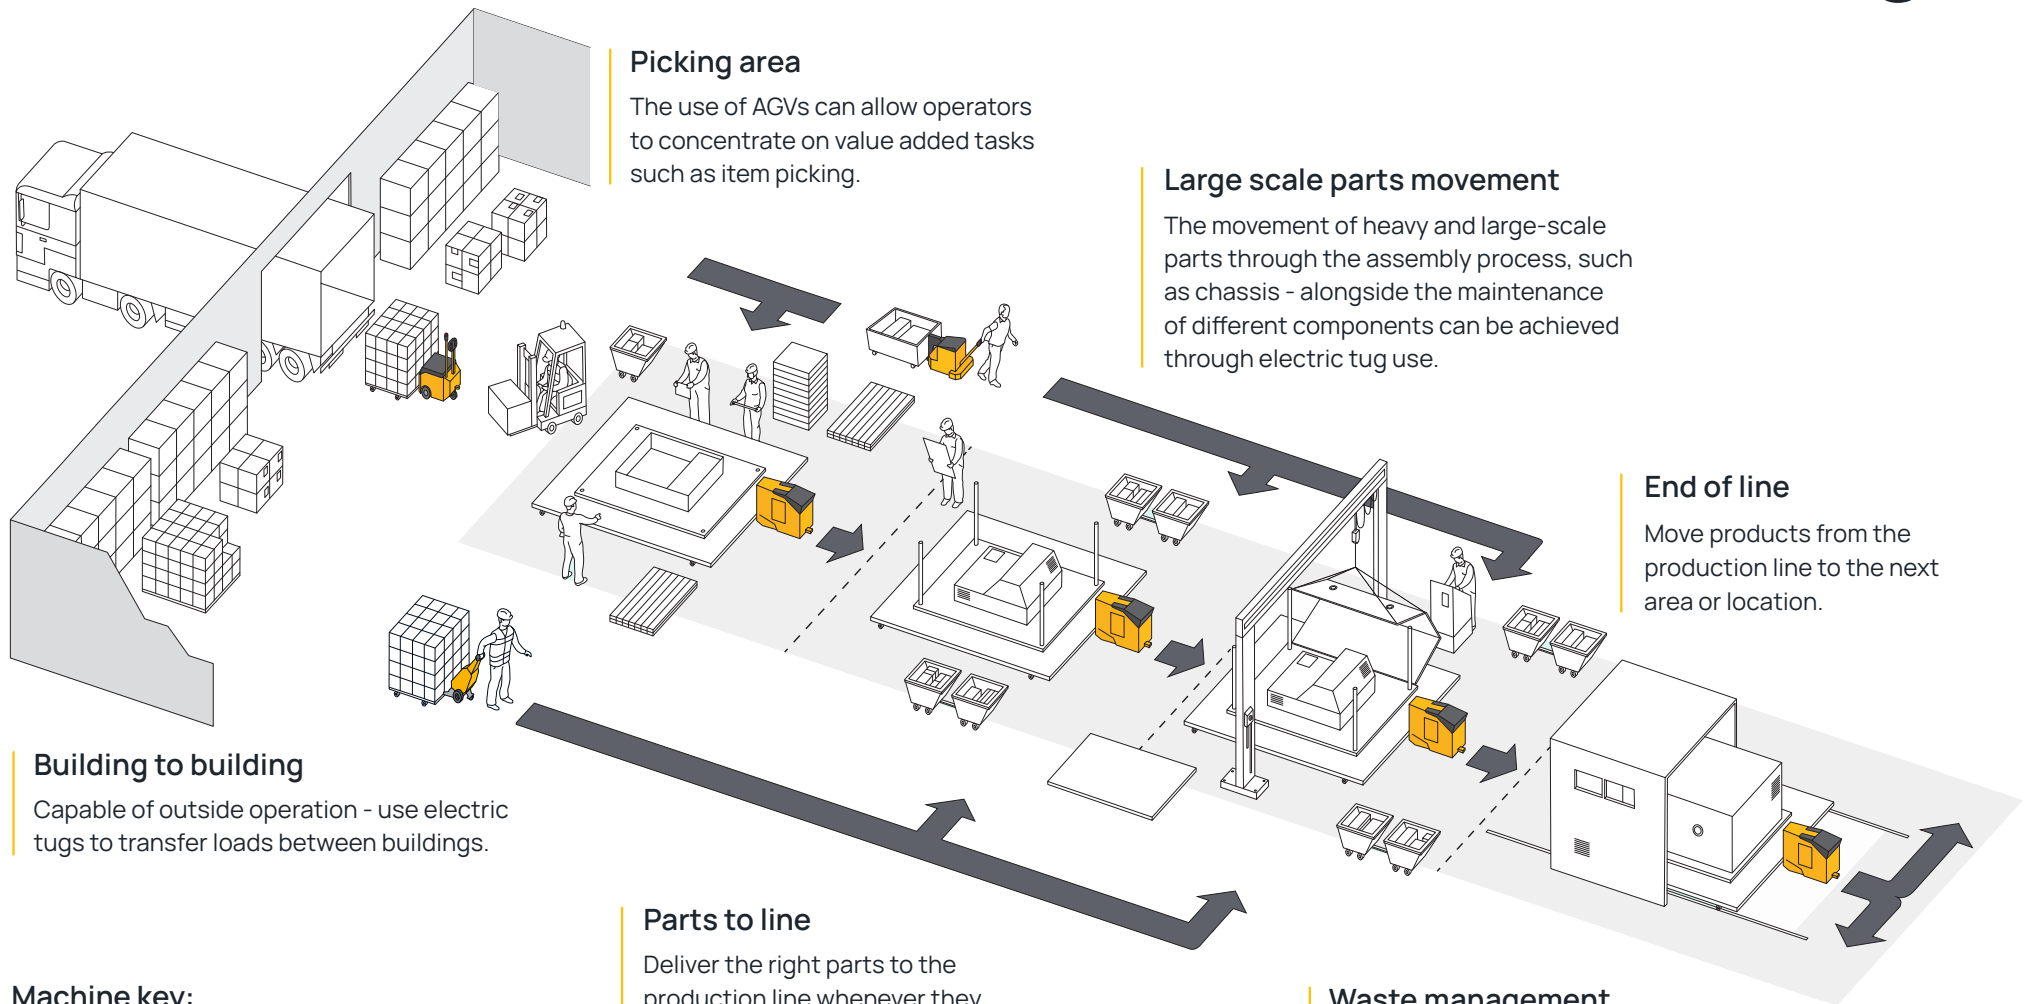 Picking area
The use of AGVs can allow operators
to concentrate on value added tasks
such as item picking.
Large scale parts movement
The movement of heavy and large-scale
parts through the assembly process, such
as chassis - alongside the maintenance
of different components can be achieved
through electric tug use.
End of line
Move products from the
production line to the next
area or location.
Building to building
Capable of outside operation - use electric
tugs to transfer loads between buildings.
Parts to line
Deliver the right parts to the
production line whenever they
Machine key:
Waste management